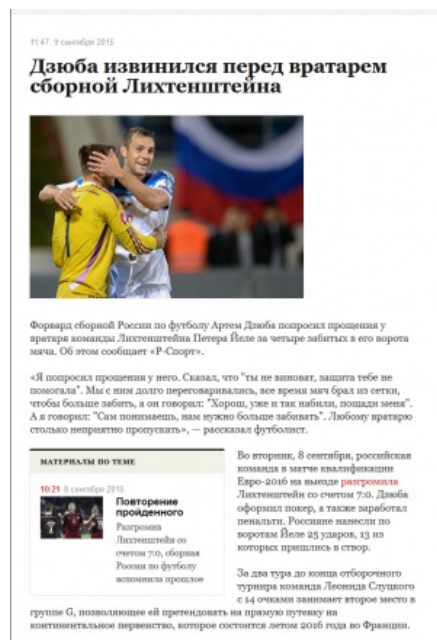 11:47, 9 сентября 2015
Дзюба извинился перед вратарем
сборной Лихтенштейна
Форвард сборной России по футболу Артем Дзюба попросил прощения у
вратаря команды Лихтенштейна Петера Йеле за четыре забитых в его ворота
мяча. Об этом сообщает «Р-Спорт».
«Я попросил прощения у него. Сказал, что "ты не виноват, защита тебе не
помогала". Мы с ним долго переговаривались, все время мяч брал из сетки,
чтобы больше забить, а он говорил: "Хорош, уже и так набили, пощади меня".
А я говорил: "Сам понимаешь, нам нужно больше забивать". Любому вратарю
столько неприятно пропускать», — рассказал футболист.
МАТЕРИАЛЫ ПО ТЕМЕ
10:21 8 сентября 2015
Повторение
пройденного
Разгромив
Лихтенштейн со
счетом 7:0, сборная
России по футболу
вспомнила прошлое
Во вторник, 8 сентября, российская
команда в матче квалификации
Евро-2016 на выезде разгромила
Лихтенштейн со счетом 7:0. Дзюба
оформил покер, а также заработал
пенальти. Россияне нанесли по
воротам Йеле 25 ударов, 13 из
которых пришлись в створ.
За два тура до конца отборочного
турнира команда Леонида Слуцкого
с 14 очками занимает второе место в
группе G, позволяющее ей претендовать на прямую путевку на
континентальное первенство, которое состоится летом 2016 года во Франции.